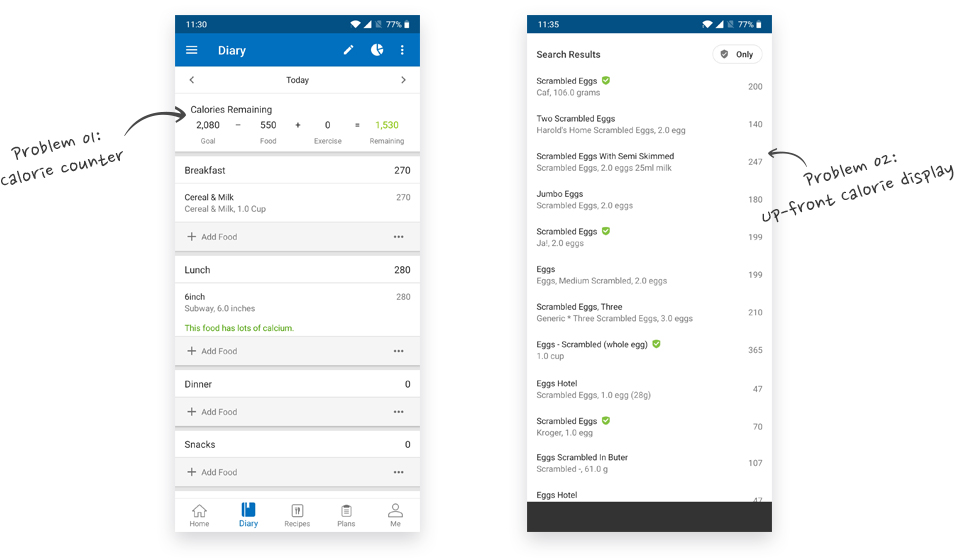 11:30 77%
Diary
Today
Problem 01:
calorie counter
Calories Remaining
2,080 – 550 + 0 = 1,530
Goal Food Exercise Remaining
Breakfast 270
Cereal & Milk 270
Cereal & Milk, 1.0 Cup
+ Add Food
Lunch 280
6inch 280
Subway, 6.0 inches
This food has lots of calcium.
+ Add Food
Dinner 0
+ Add Food
Snacks 0
+ Add Food
Home Diary Recipes Plans Me
11:35 77%
Search Results Only
Scrambled Eggs 200
Caf, 106.0 grams
Two Scrambled Eggs 140
Harold's Home Scrambled Eggs, 2.0 egg
Scrambled Eggs With Semi Skimmed 247
Scrambled Eggs, 2.0 eggs 25ml milk
Problem 02:
up-front calorie display
Jumbo Eggs 180
Scrambled Eggs, 2.0 eggs
Scrambled Eggs 199
Ja!, 2.0 eggs
Eggs 199
Eggs, Medium Scrambled, 2.0 eggs
Scrambled Eggs, Three 210
Generic * Three Scrambled Eggs, 3.0 eggs
Eggs - Scrambled (whole egg) 365
1.0 cup
Eggs Hotel 47
Scrambled Eggs, 1.0 egg (28g)
Scrambled Eggs 70
Kroger, 1.0 egg
Eggs Scrambled In Buter 107
Scrambled -, 61.0 g
Eggs Hotel 47